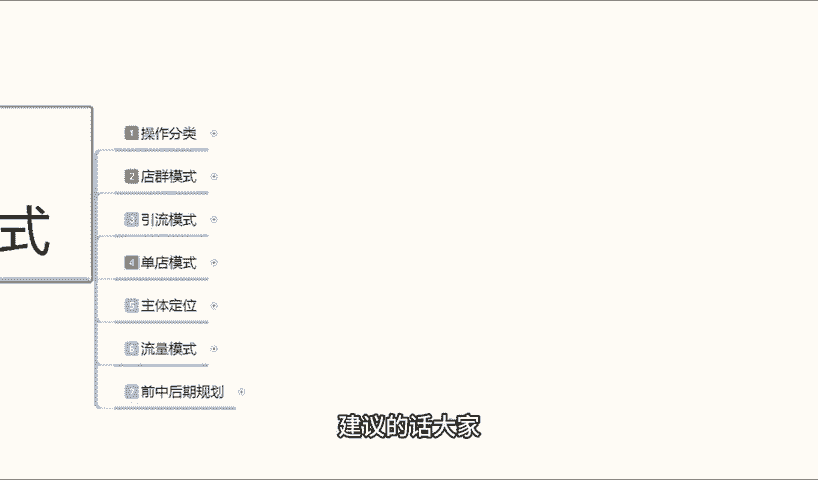 式
1 操作分类
2 店群模式
3 引流模式
4 单店模式
5 主体定位
6 流量模式
7 前中后期规划
建议的话大家